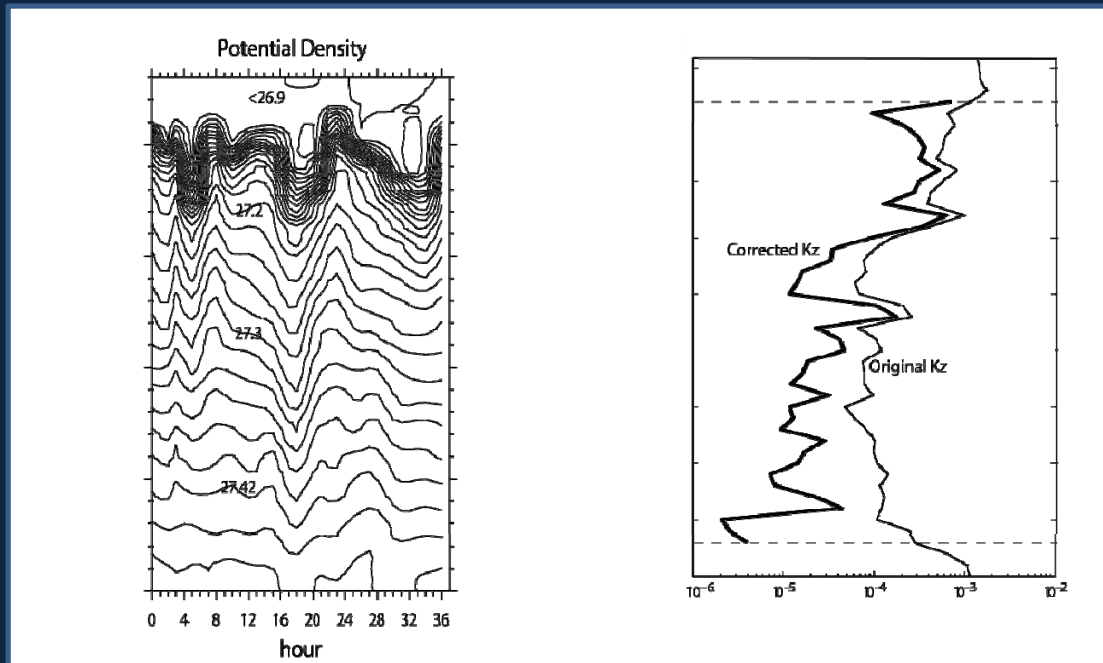 Potential Density
<26.9
27.2
27.3
27.42
0 4 8 12 16 20 24 28 32 36
hour
Corrected Kz
Original Kz
10⁻⁶ 10⁻⁵ 10⁻⁴ 10⁻³ 10⁻²